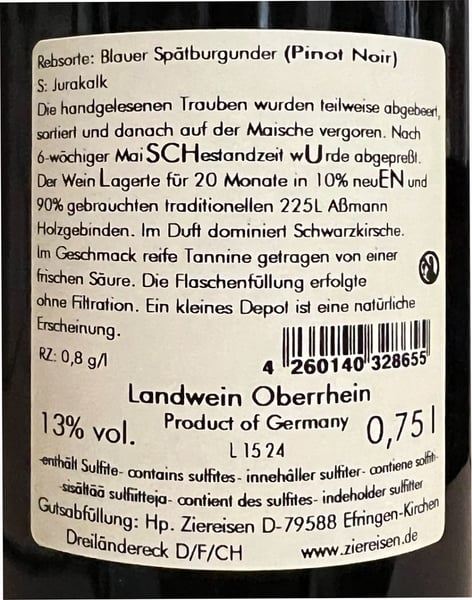 Rebsorte: Blauer Spätburgunder (Pinot Noir)
S: Jurakalk
Die handgelesenen Trauben wurden teilweise abgebeert,
sortiert und danach auf der Maische vergoren. Nach
6-wöchiger MaiSCHestandzeit wUrde abgepreßt.
Der Wein Lagerte für 20 Monate in 10% neuEN und
90% gebrauchten traditionellen 225L Aßmann
Holzgebinden. Im Duft dominiert Schwarzkirsche.
Im Geschmack reife Tannine getragen von einer
frischen Säure. Die Flaschenfüllung erfolgte
ohne Filtration. Ein kleines Depot ist eine natürliche
Erscheinung.
RZ: 0,8 g/l
4 260140 328655
Landwein Oberrhein
13% vol.
Product of Germany
0,75 l
L 15 24
-enthält Sulfite- contains sulfites- innehåller sulfiter- contiene solfiti-
-sisältää sulfiitteja- contient des sulfites- indeholder sulfitter
Gutsabfüllung: Hp. Ziereisen D-79588 Efringen-Kirchen
Dreiländereck D/F/CH
www.ziereisen.de